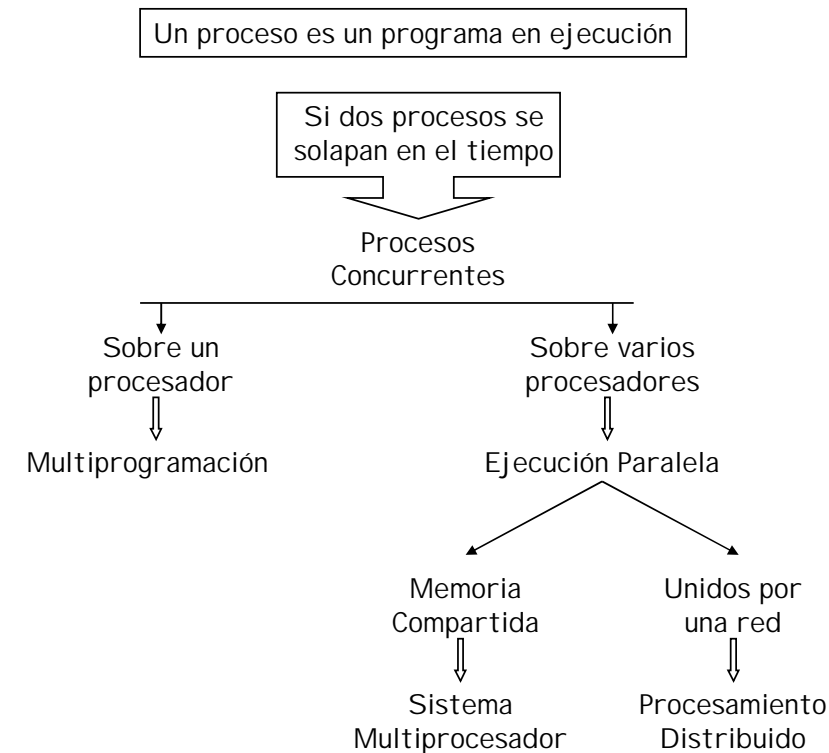 Un proceso es un programa en ejecución
Si dos procesos se
solapan en el tiempo
Procesos
Concurrentes
Sobre un
procesador
Multiprogramación
Sobre varios
procesadores
Ejecución Paralela
Memoria
Compartida
Sistema
Multiprocesador
Unidos por
una red
Procesamiento
Distribuido